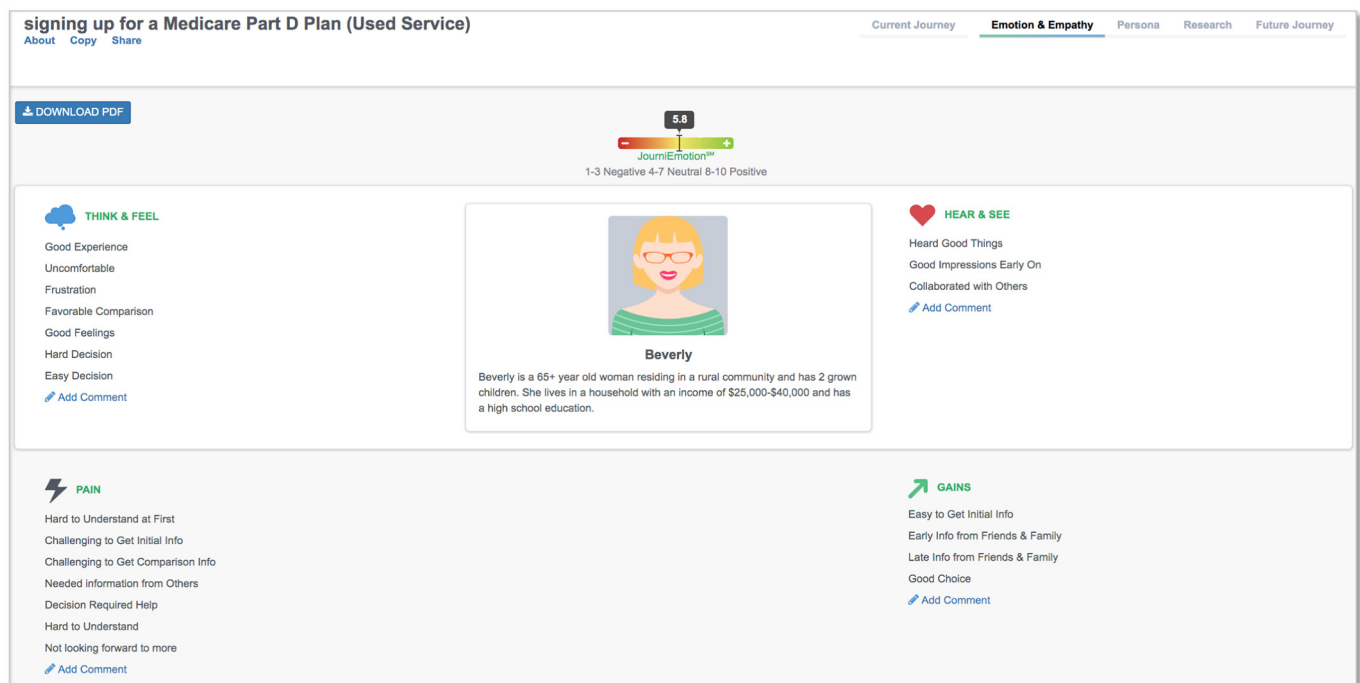 signing up for a Medicare Part D Plan (Used Service)
About Copy Share
Current Journey Emotion & Empathy Persona Research Future Journey
DOWNLOAD PDF
5.8
JourniEmotion℠
1-3 Negative 4-7 Neutral 8-10 Positive
THINK & FEEL
Good Experience
Uncomfortable
Frustration
Favorable Comparison
Good Feelings
Hard Decision
Easy Decision
Add Comment
Beverly
Beverly is a 65+ year old woman residing in a rural community and has 2 grown
children. She lives in a household with an income of $25,000-$40,000 and has
a high school education.
HEAR & SEE
Heard Good Things
Good Impressions Early On
Collaborated with Others
Add Comment
PAIN
Hard to Understand at First
Challenging to Get Initial Info
Challenging to Get Comparison Info
Needed information from Others
Decision Required Help
Hard to Understand
Not looking forward to more
Add Comment
GAINS
Easy to Get Initial Info
Early Info from Friends & Family
Late Info from Friends & Family
Good Choice
Add Comment